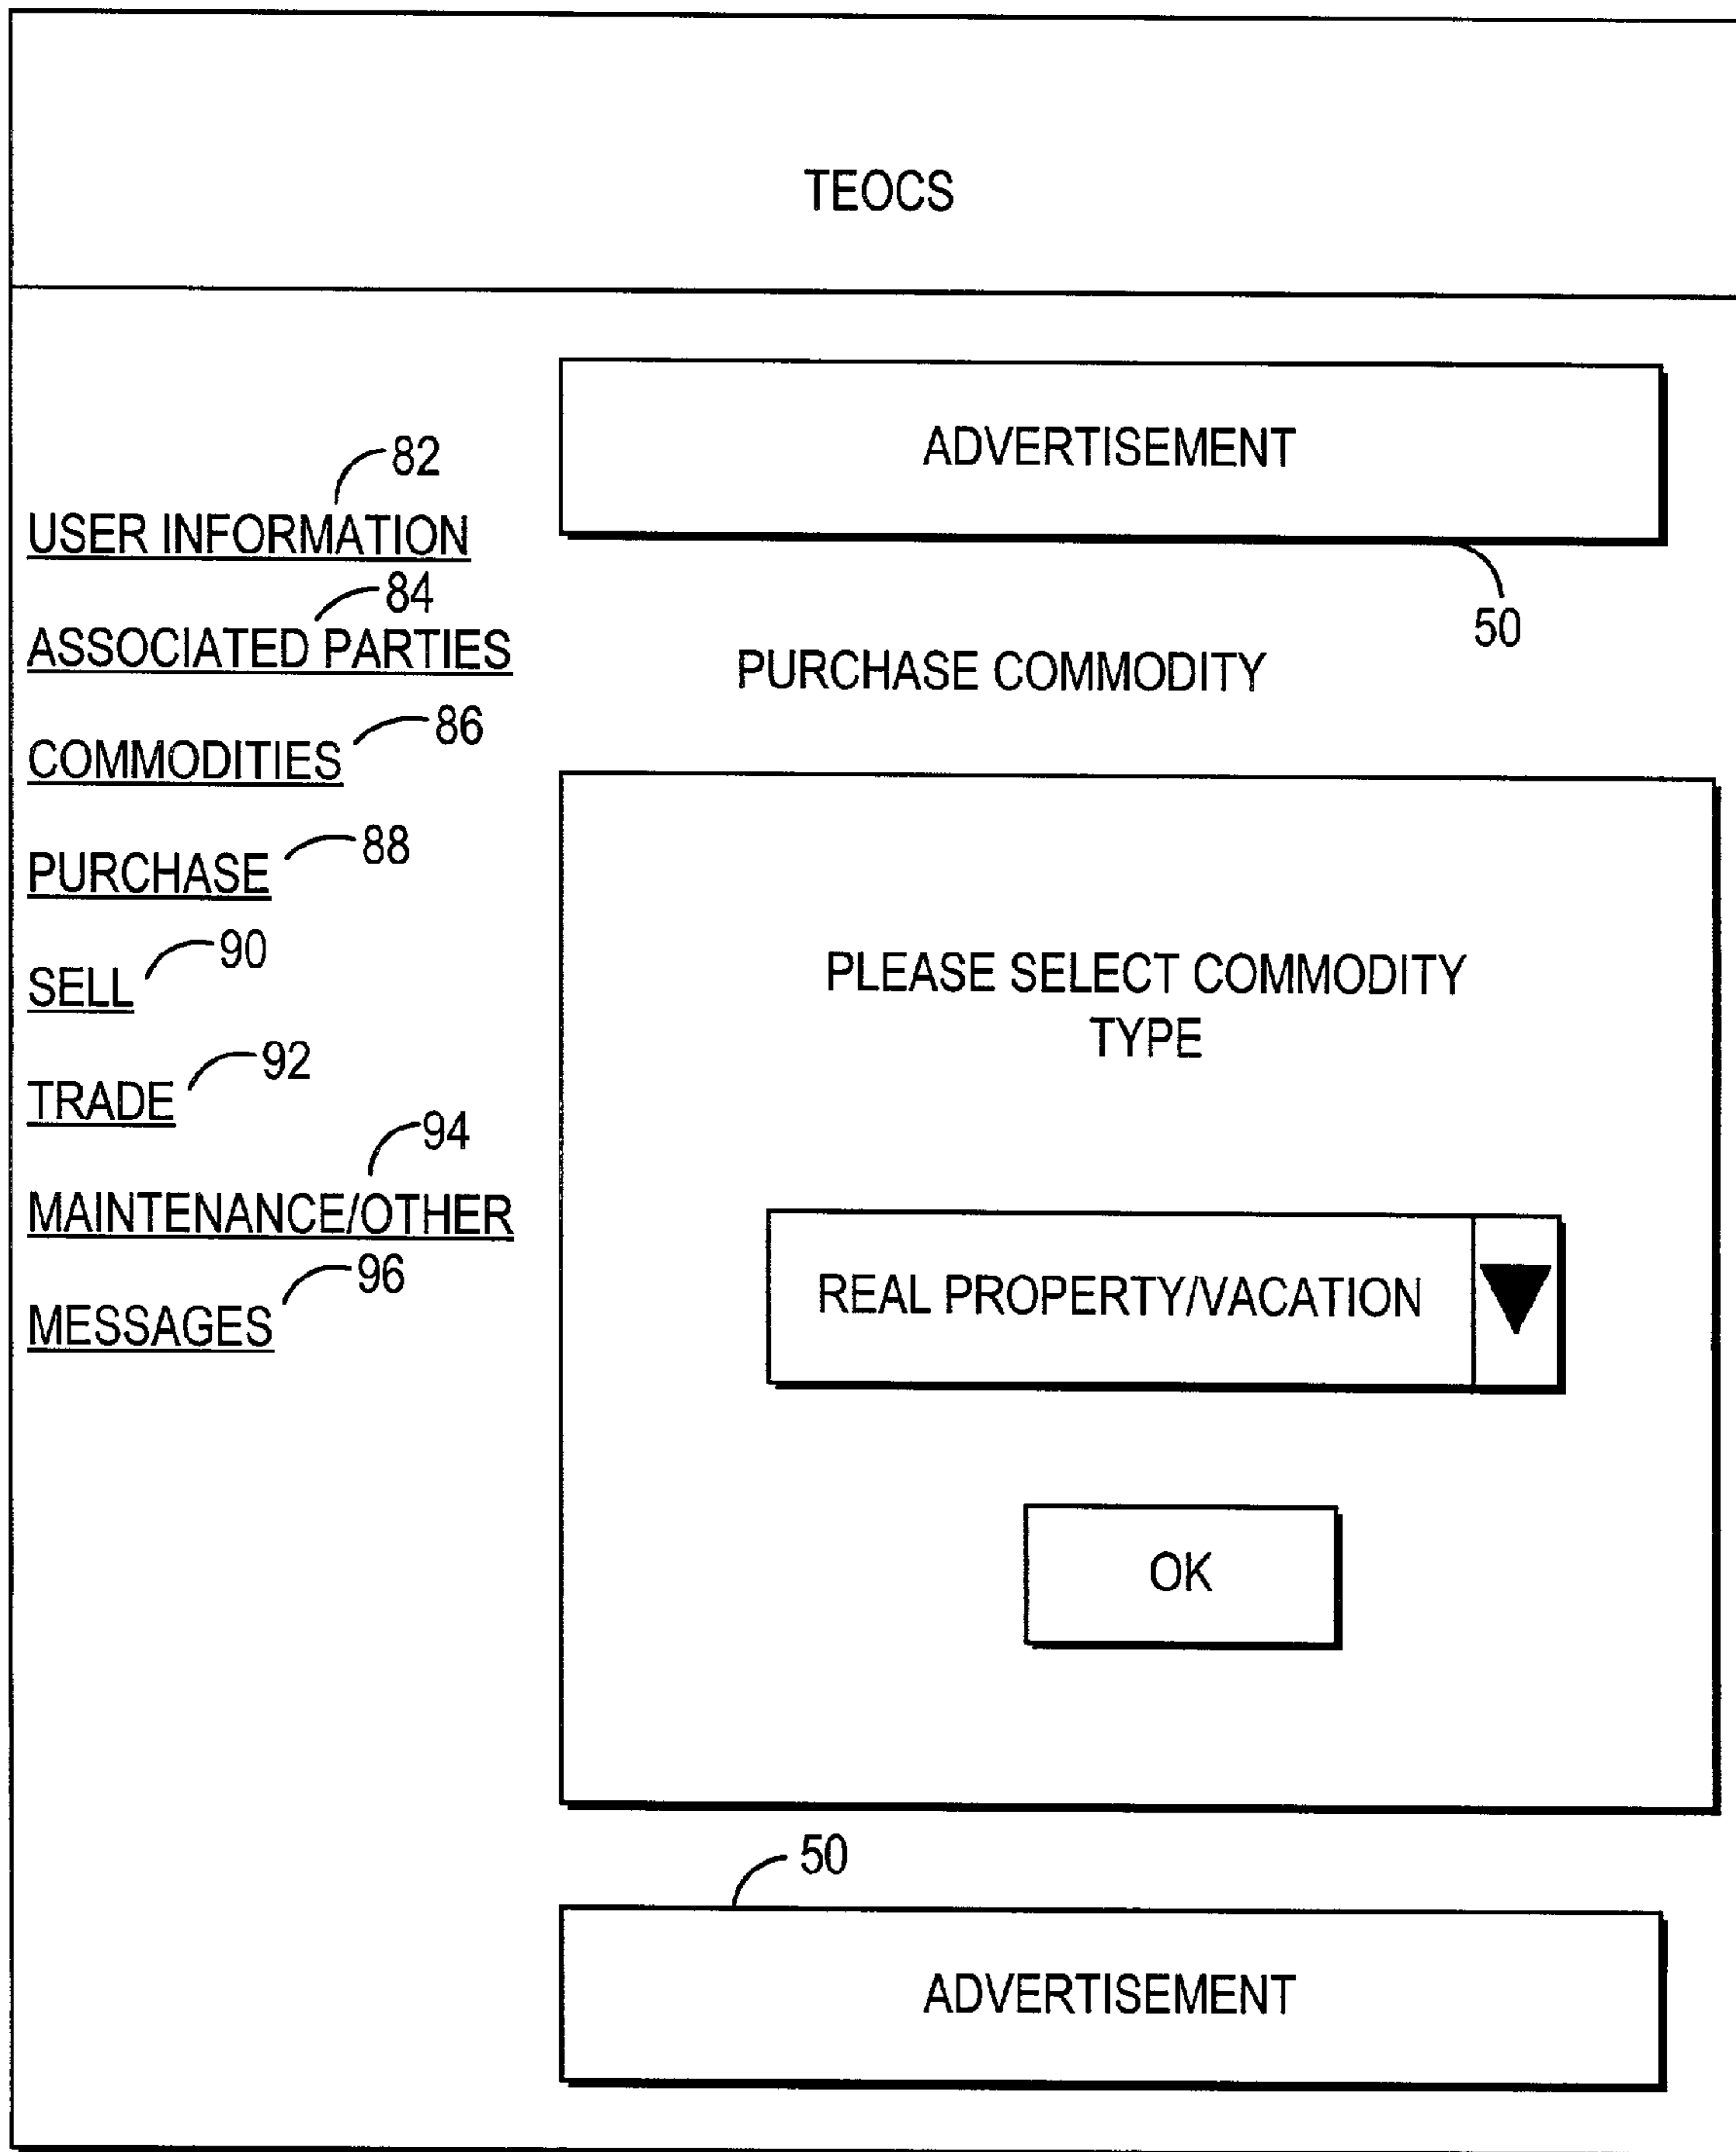 TEOCS
ADVERTISEMENT
50
82
USER INFORMATION
84
ASSOCIATED PARTIES
86
COMMODITIES
88
PURCHASE
90
SELL
92
TRADE
94
MAINTENANCE/OTHER
96
MESSAGES
PURCHASE COMMODITY
PLEASE SELECT COMMODITY
TYPE
REAL PROPERTY/VACATION
OK
50
ADVERTISEMENT